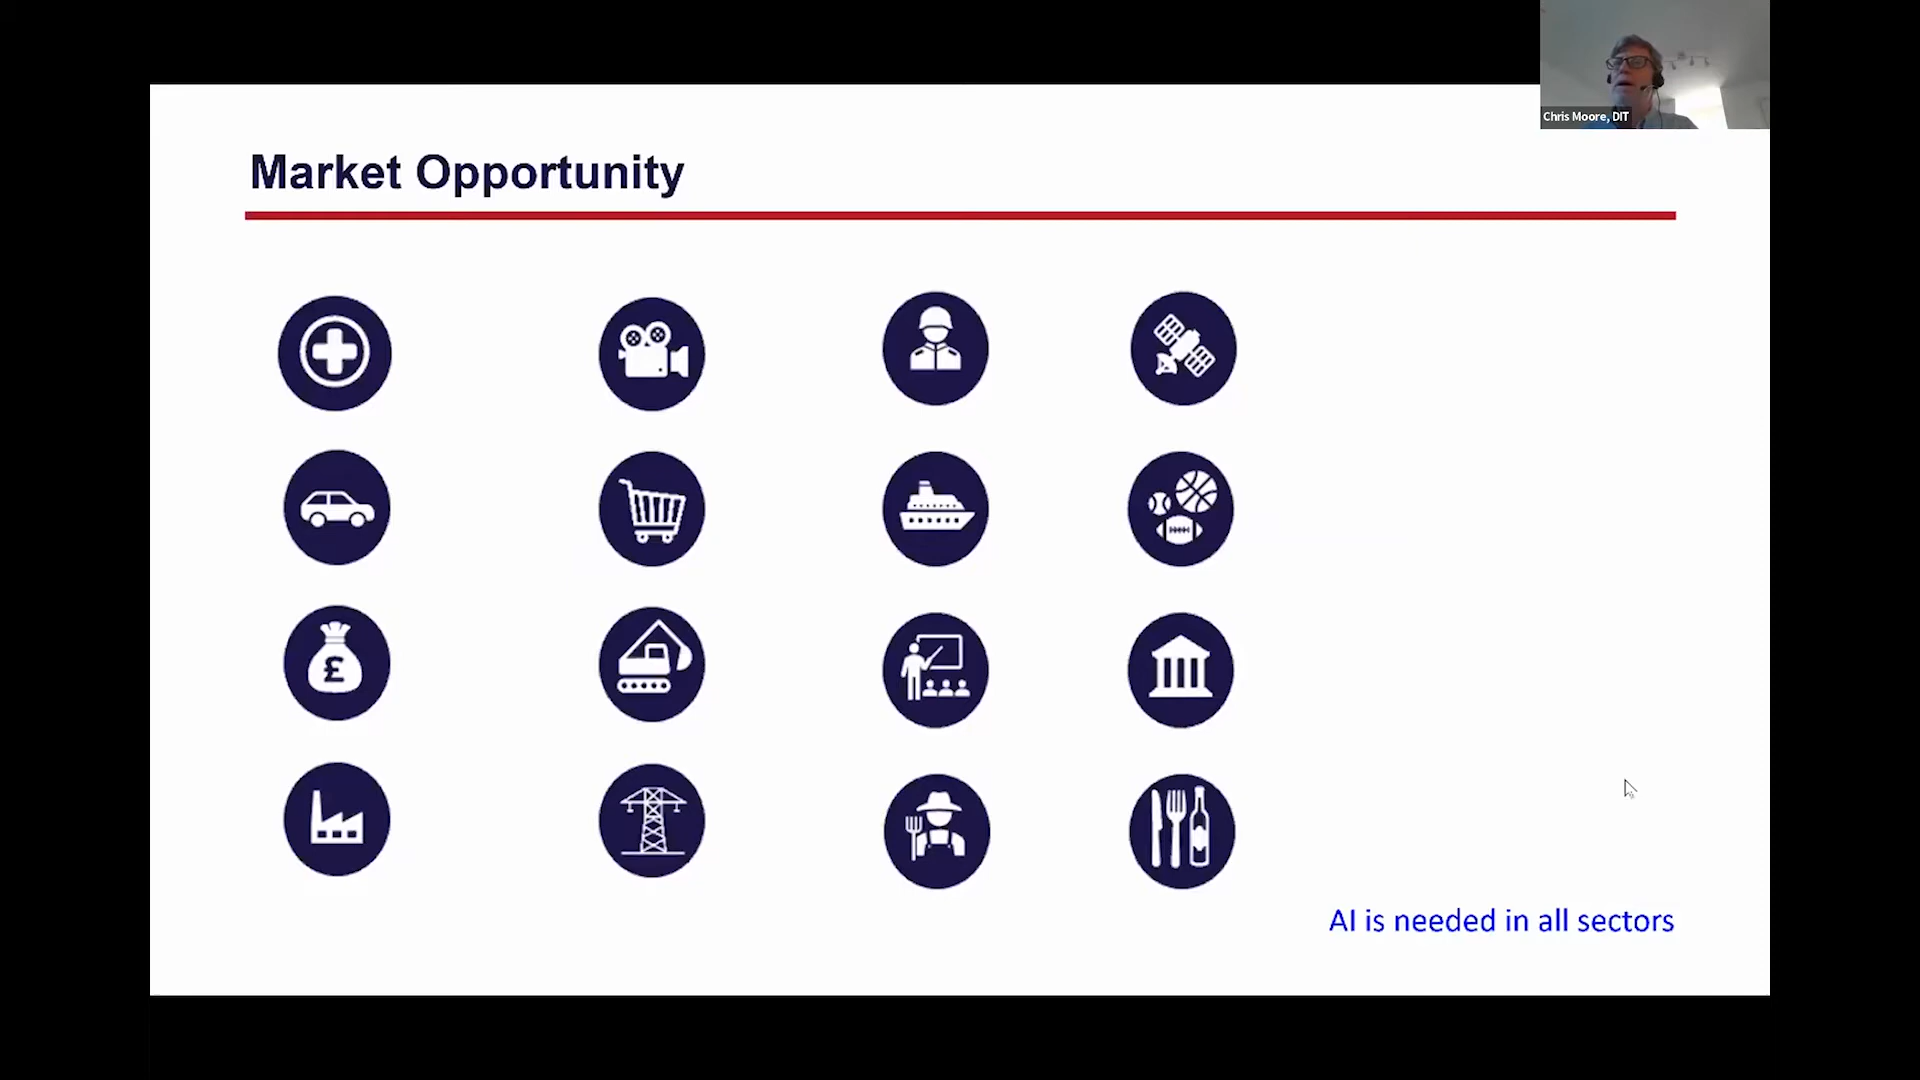 Chris Moore, DIT
Market Opportunity
£
AI is needed in all sectors